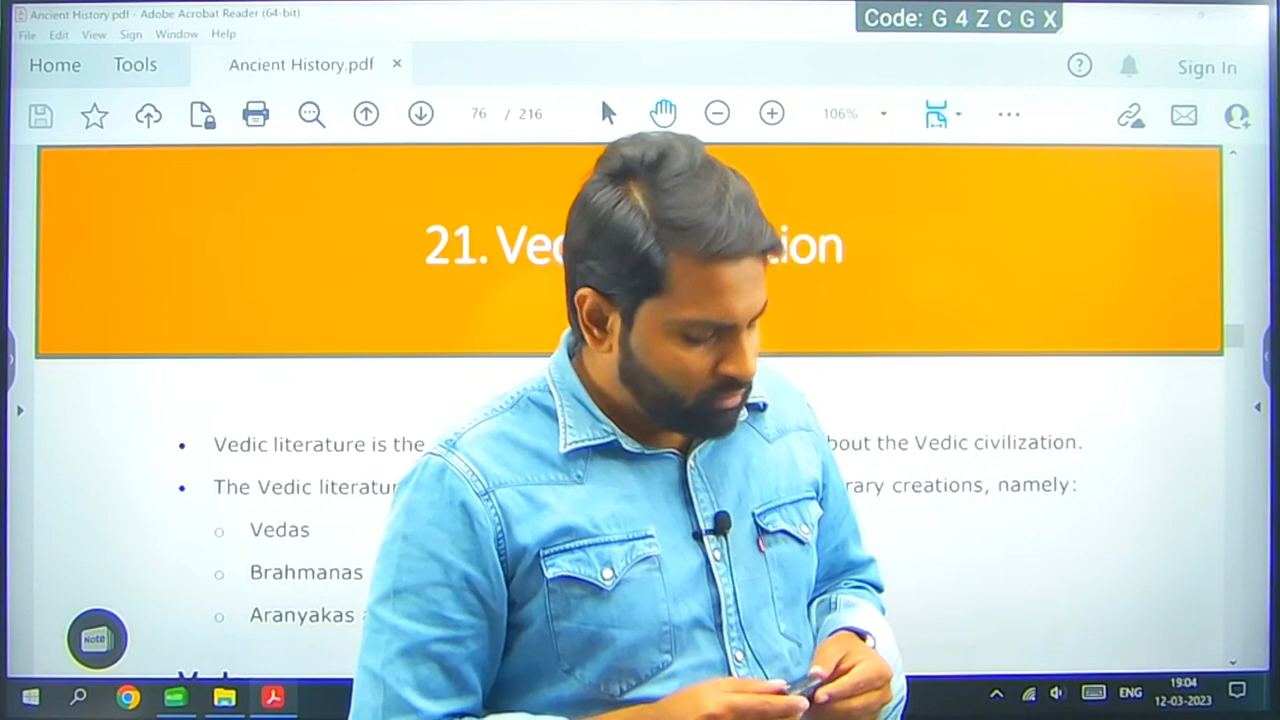 Ancient History.pdf - Adobe Acrobat Reader (64-bit)
Code: G 4 Z C G X
File Edit View Sign Window Help
Home Tools Ancient History.pdf × Sign In
76 / 216 106%
21. Ved tion
• Vedic literature is the bout the Vedic civilization.
• The Vedic literatur rary creations, namely:
○ Vedas
○ Brahmanas
○ Aranyakas
Note
ENG
19:04
12-03-2023